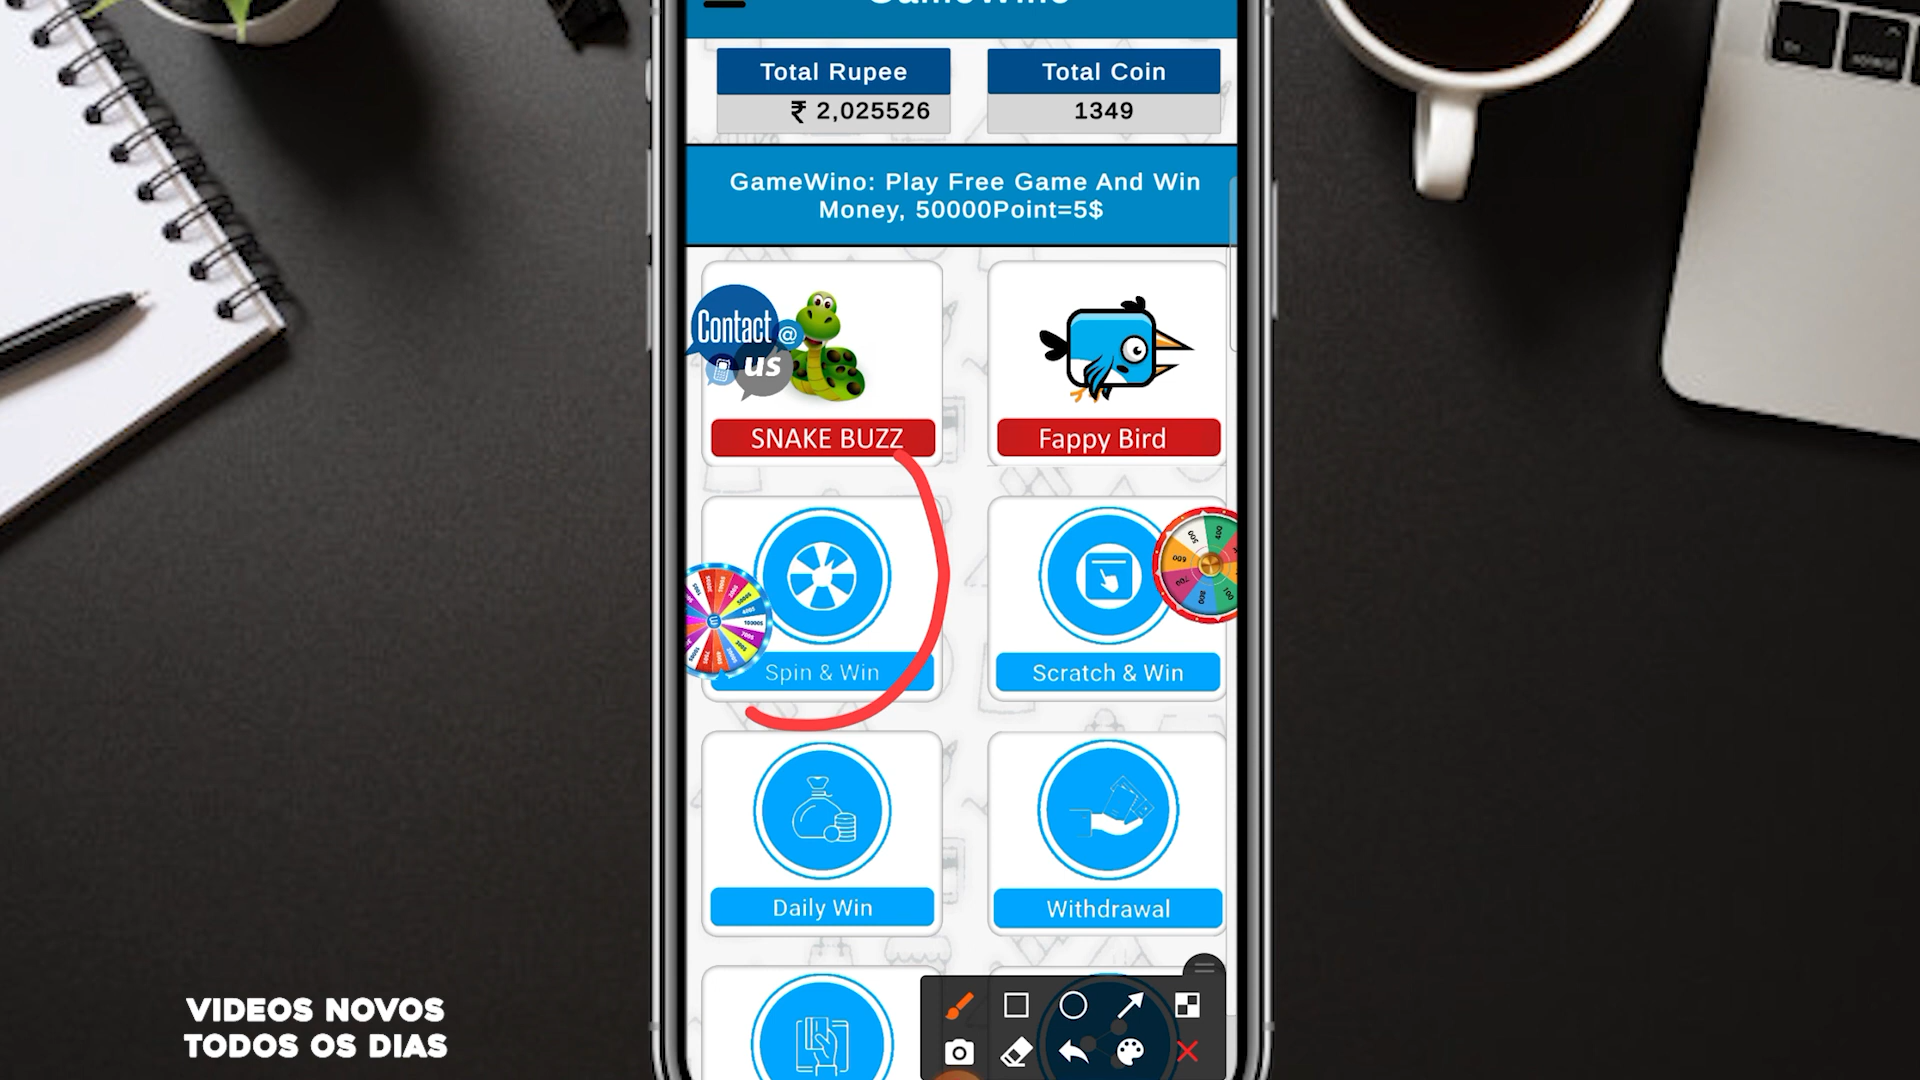 GameWino
Total Rupee
Total Coin
₹ 2,025526
1349
GameWino: Play Free Game And Win
Money, 50000Point=5$
Contact @
us
SNAKE BUZZ
Fappy Bird
Spin & Win
Scratch & Win
Daily Win
Withdrawal
VIDEOS NOVOS
TODOS OS DIAS